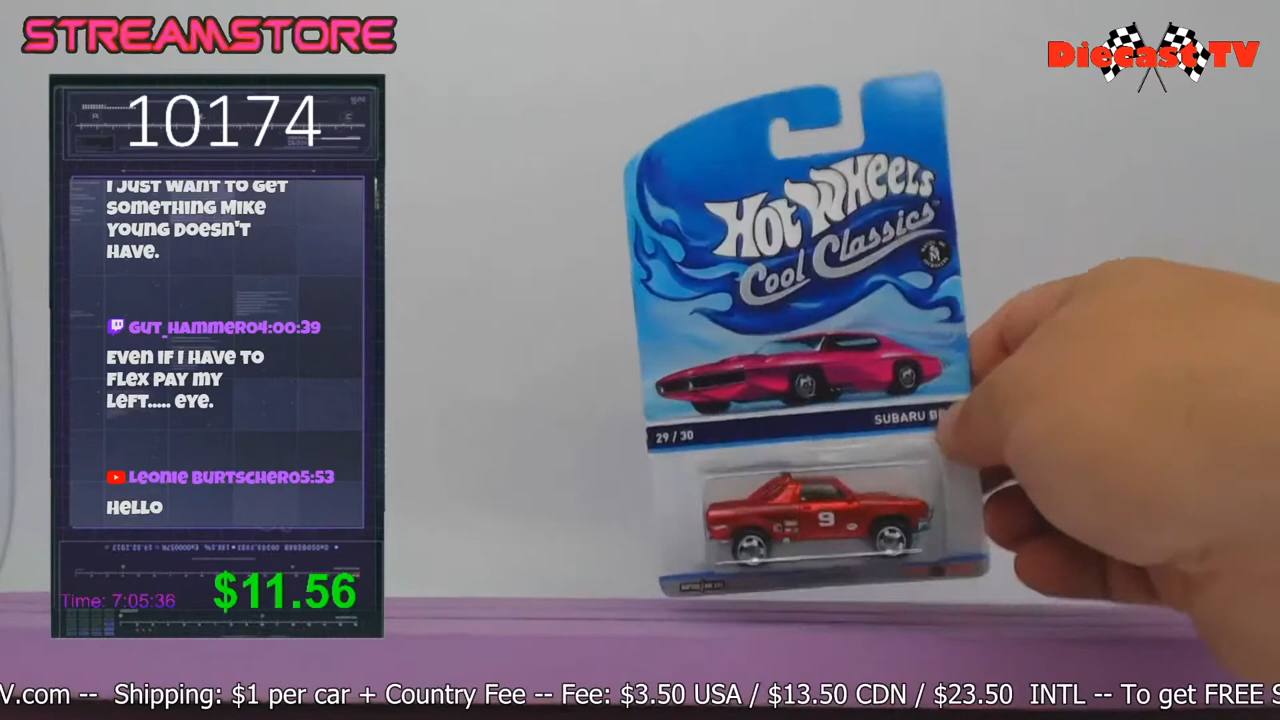 STREAMSTORE
Diecast TV
10174
I just want to get
something Mike
Young doesn't
have.
Gut_Hammer04:00:39
Even if I have to
flex pay my
left..... eye.
Leonie Burtscher05:53
Hello
Time: 7:05:36
$11.56
Hot Wheels
Cool Classics
29/30
SUBARU
9
V.com -- Shipping: $1 per car + Country Fee -- Fee: $3.50 USA / $13.50 CDN / $23.50 INTL -- To get FREE S